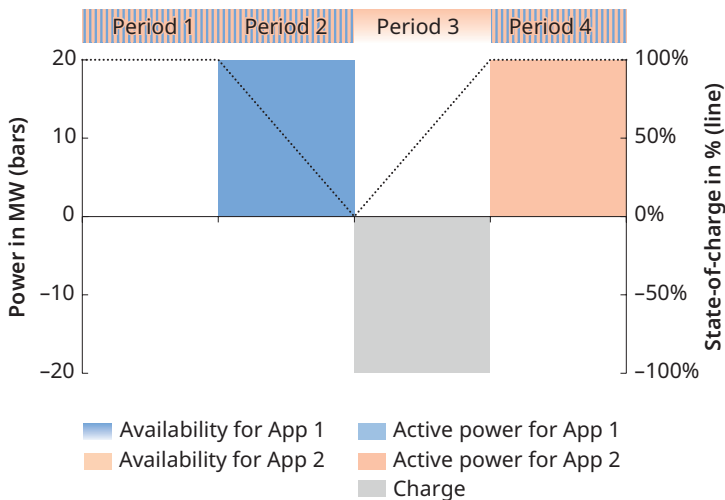 Period 1 Period 2 Period 3 Period 4
20 100%
10 50%
0 0%
–10 –50%
–20 –100%
Power in MW (bars)
State-of-charge in % (line)
Availability for App 1 Active power for App 1
Availability for App 2 Active power for App 2
Charge